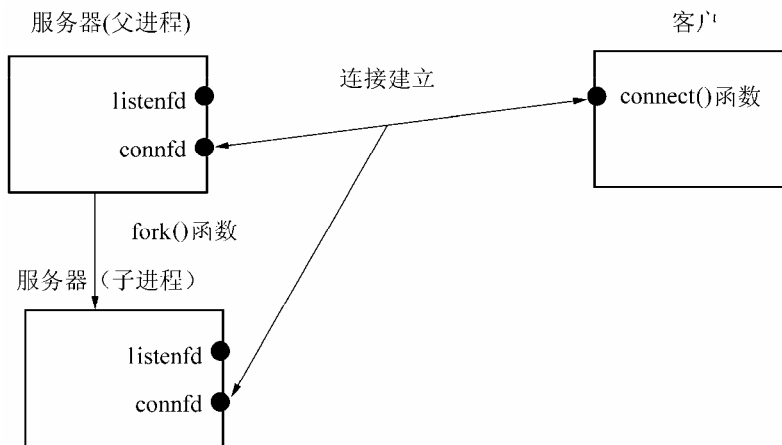 服务器(父进程)
客户
listenfd
连接建立
connect()函数
connfd
fork()函数
服务器（子进程）
listenfd
connfd